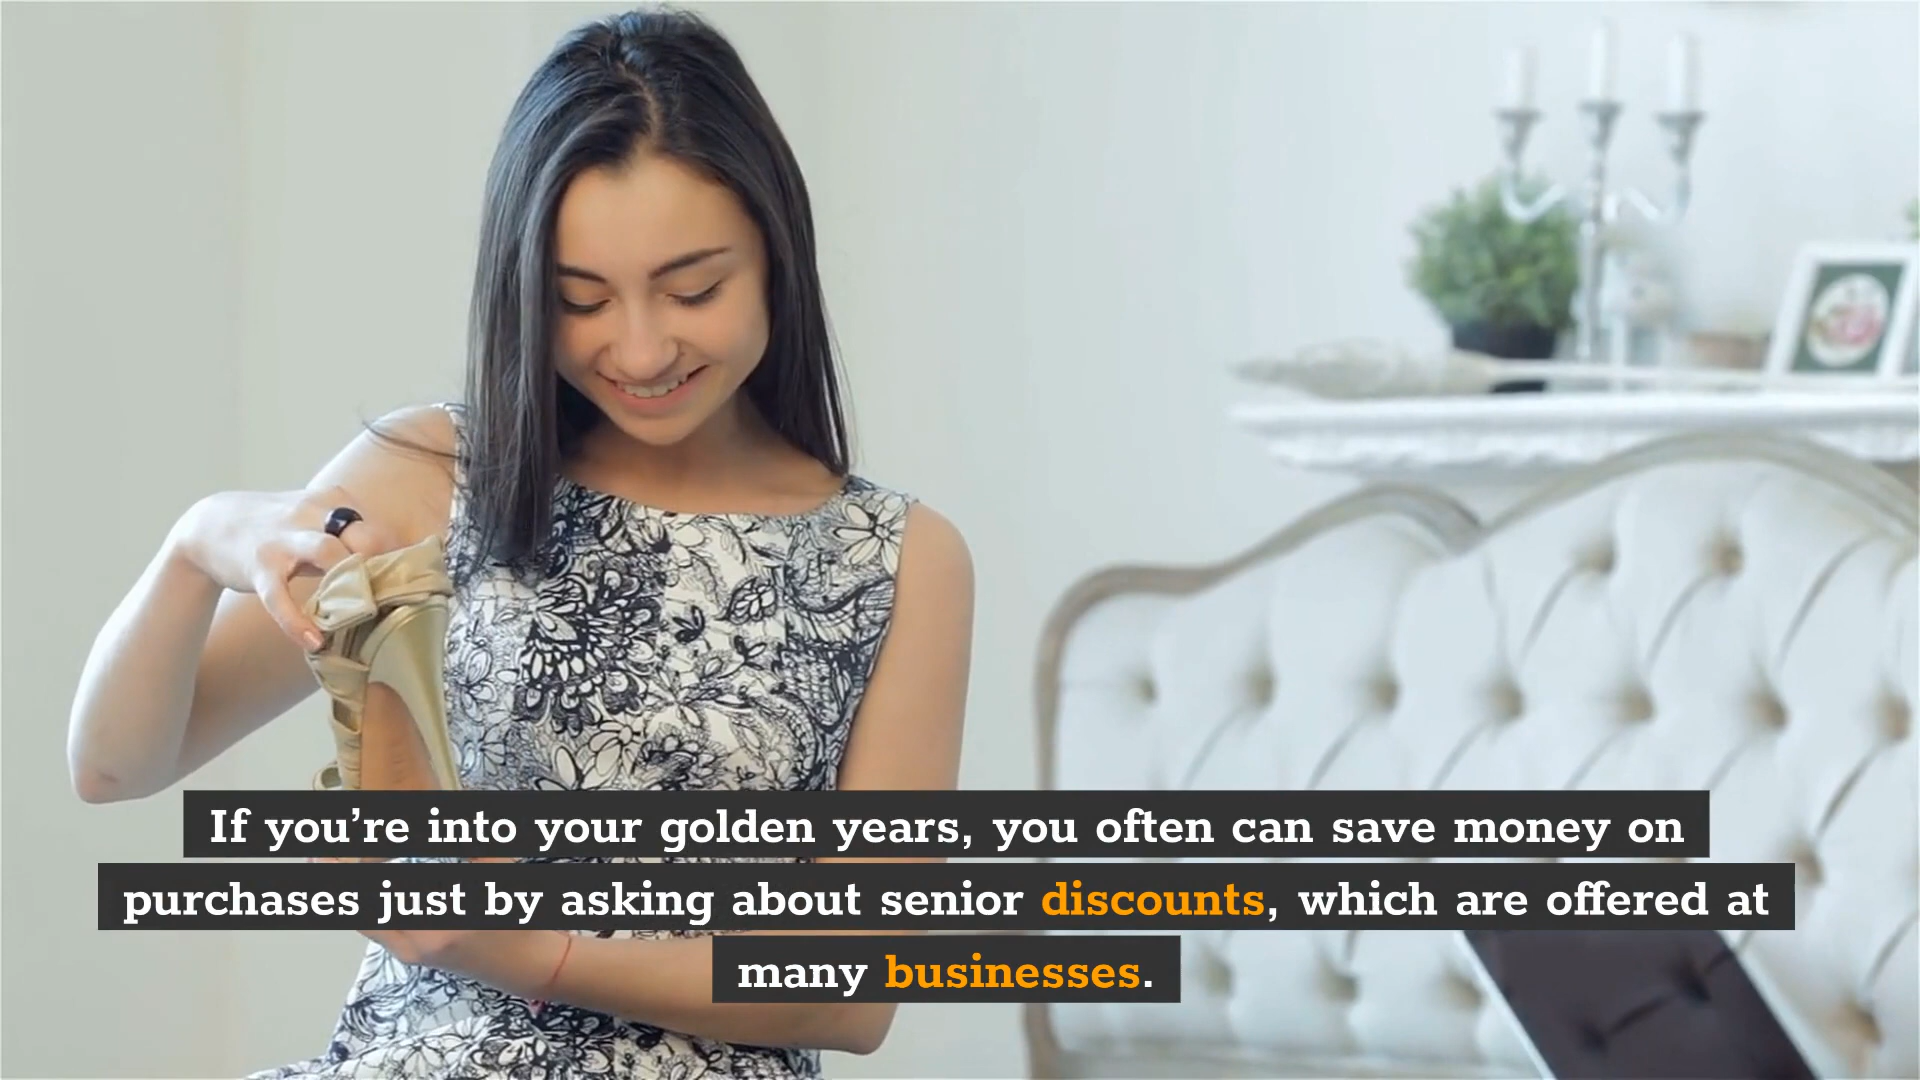 If you’re into your golden years, you often can save money on
purchases just by asking about senior discounts, which are offered at
many businesses.